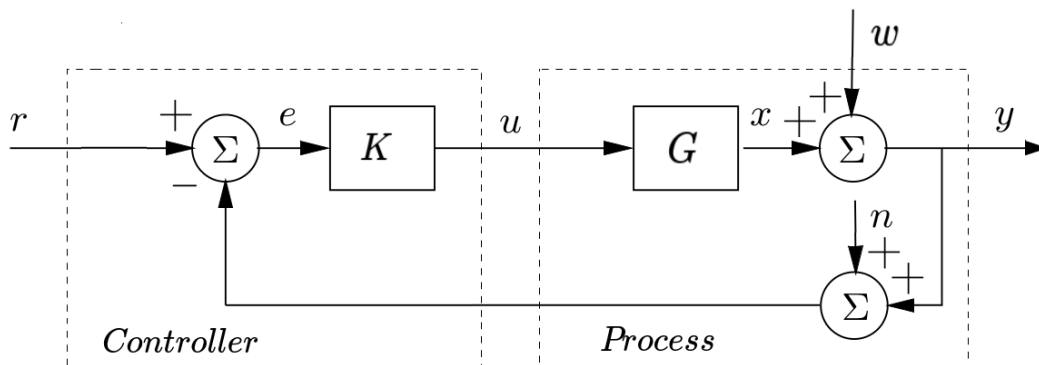 w
r + Σ e K u G x + + Σ y
−
n
+
Σ +
Controller Process